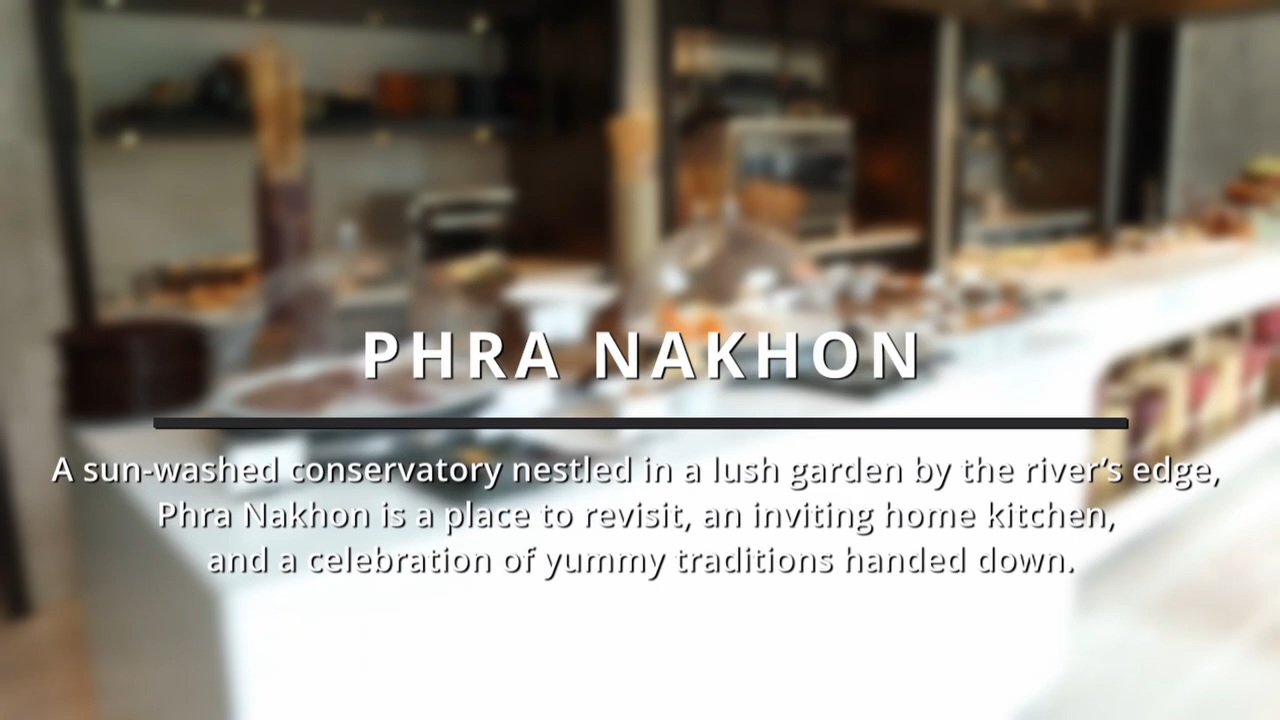 PHRA NAKHON
A sun-washed conservatory nestled in a lush garden by the river’s edge,
Phra Nakhon is a place to revisit, an inviting home kitchen,
and a celebration of yummy traditions handed down.